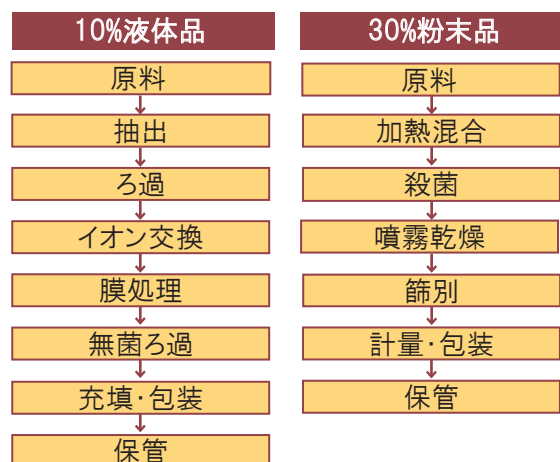 10%液体品
原料
抽出
ろ過
イオン交換
膜処理
無菌ろ過
充填・包装
保管
30%粉末品
原料
加熱混合
殺菌
噴霧乾燥
篩別
計量・包装
保管